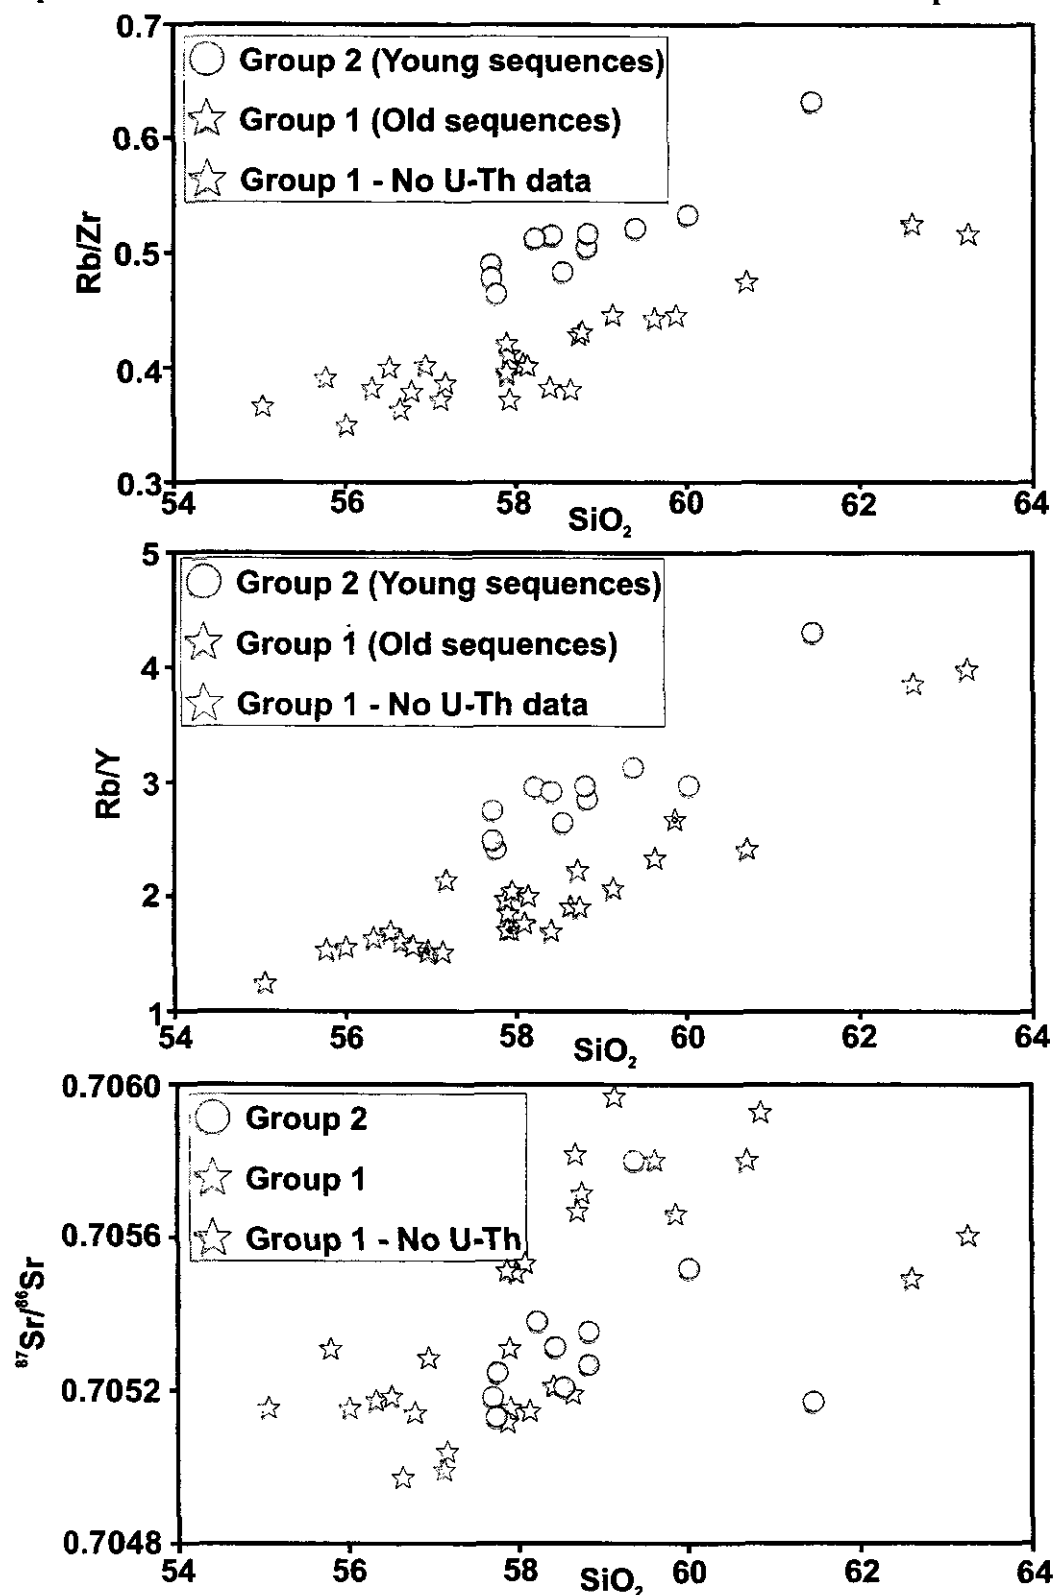 0.7
0.6
0.5
0.4
0.3
Rb/Zr
Group 2 (Young sequences)
Group 1 (Old sequences)
Group 1 - No U-Th data
54 56 58 60 62 64
SiO₂
5
4
3
2
1
Rb/Y
Group 2 (Young sequences)
Group 1 (Old sequences)
Group 1 - No U-Th data
54 56 58 60 62 64
SiO₂
0.7060
0.7056
0.7052
0.7048
⁸⁷Sr/⁸⁶Sr
Group 2
Group 1
Group 1 - No U-Th
54 56 58 60 62 64
SiO₂